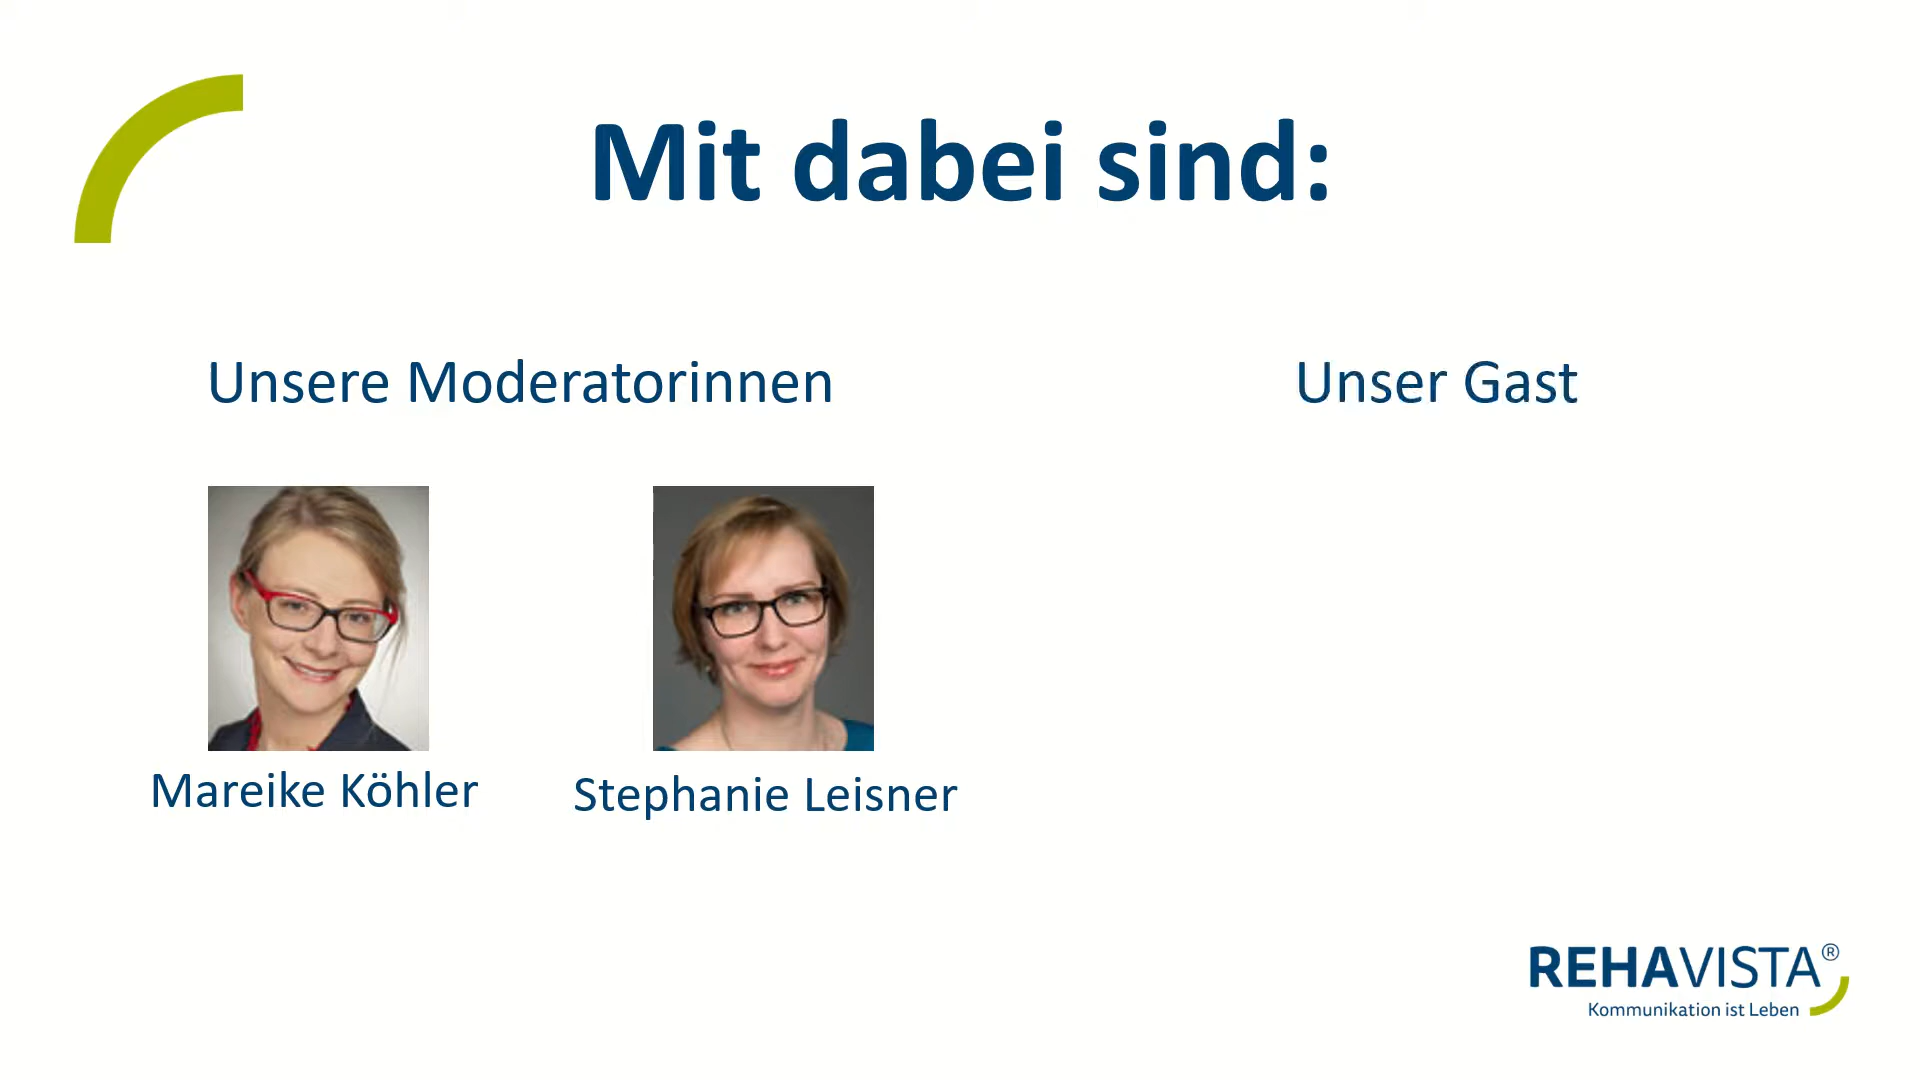 Mit dabei sind:
Unsere Moderatorinnen
Unser Gast
Mareike Köhler
Stephanie Leisner
REHAVISTA®
Kommunikation ist Leben